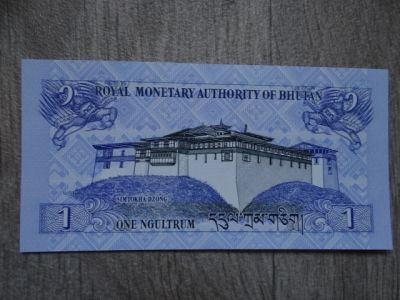 ROYAL MONETARY AUTHORITY OF BHUTAN
SIMTOKHA DZONG
1 ONE NGULTRUM དངུལ་ཀྲམ་གཅིག 1